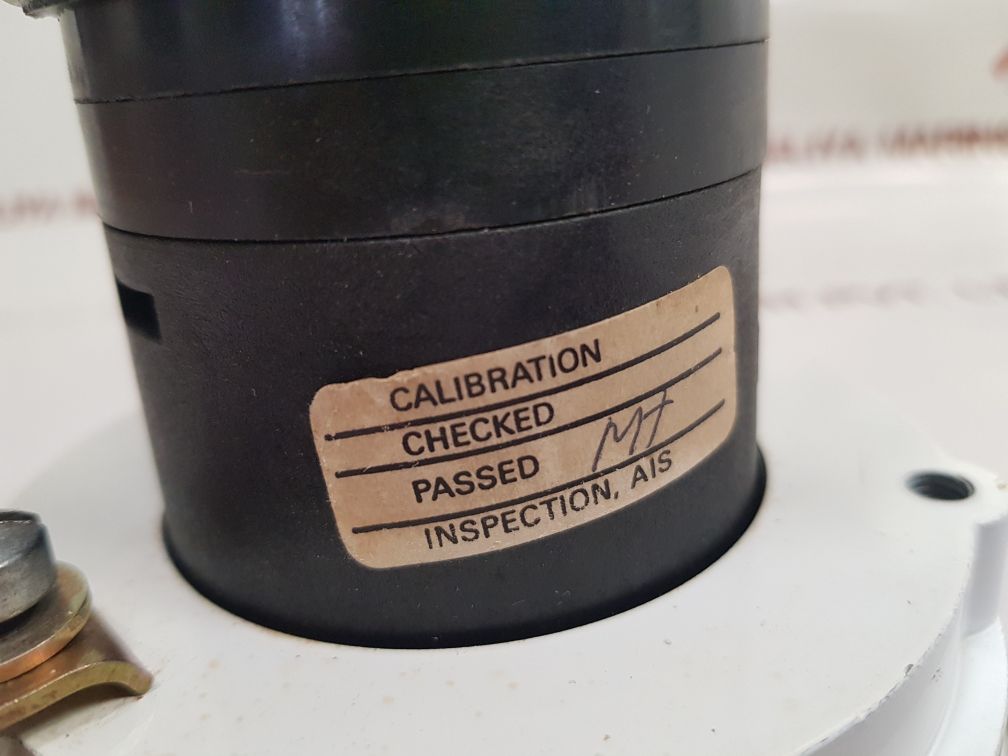 CALIBRATION
CHECKED
PASSED MF
INSPECTION, AIS